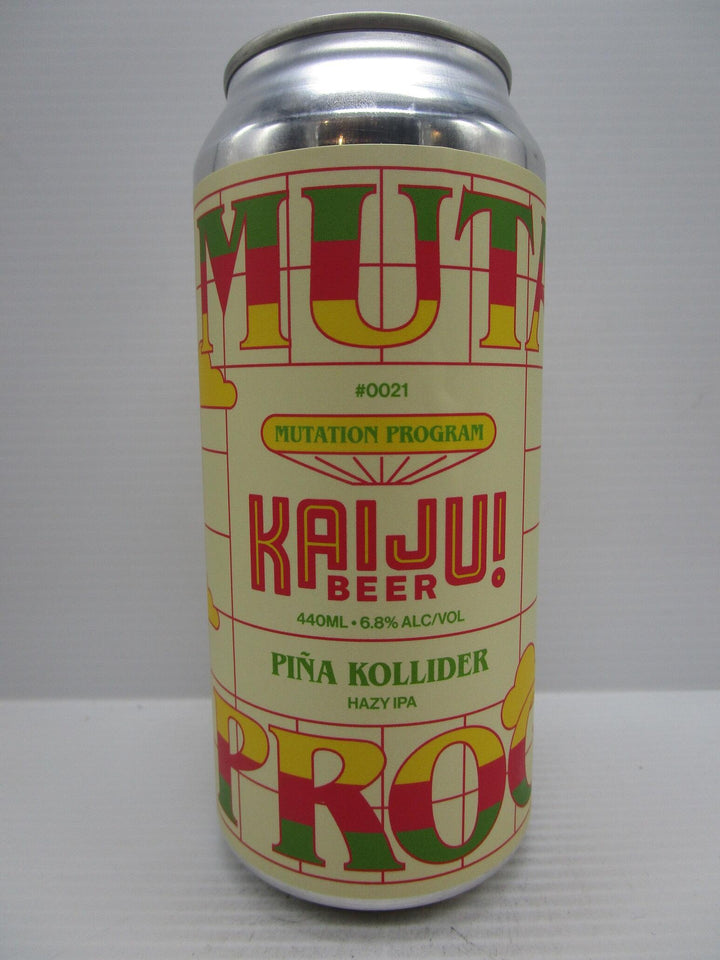 MUTA
#0021
MUTATION PROGRAM
KAIJU!
BEER
440ML • 6.8% ALC/VOL
PIÑA KOLLIDER
HAZY IPA
PRO